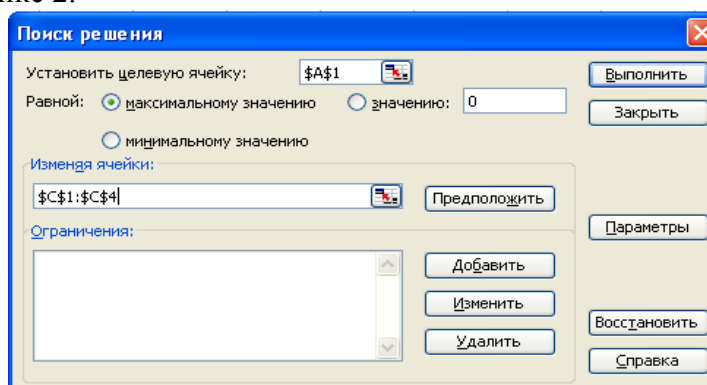 Поиск решения
Установить целевую ячейку: $A$1 Выполнить
Равной: максимальному значению значению: 0 Закрыть
минимальному значению
Изменяя ячейки:
$C$1:$C$4 Предположить
Ограничения: Параметры
Добавить
Изменить
Восстановить
Удалить
Справка